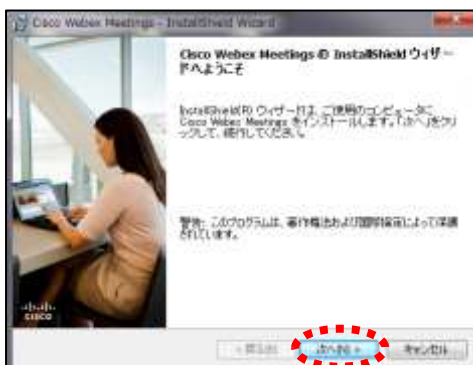 Cisco Webex Meetings - InstallShield Wizard
Cisco Webex Meetings の InstallShield ウィザー
ドへようこそ
InstallShield(R) ウィザードは、ご使用のコンピュータに、
Cisco Webex Meetings をインストールします。「次へ」をクリ
ックして、続行してください。
警告: このプログラムは、著作権法および国際協定によって保護
されています。
cisco
< 戻る(B)
次へ(N) >
キャンセル